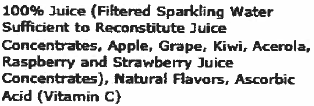 100% Juice (Filtered Sparkling Water
Sufficient to Reconstitute Juice
Concentrates, Apple, Grape, Kiwi, Acerola,
Raspberry and Strawberry Juice
Concentrates), Natural Flavors, Ascorbic
Acid (Vitamin C)